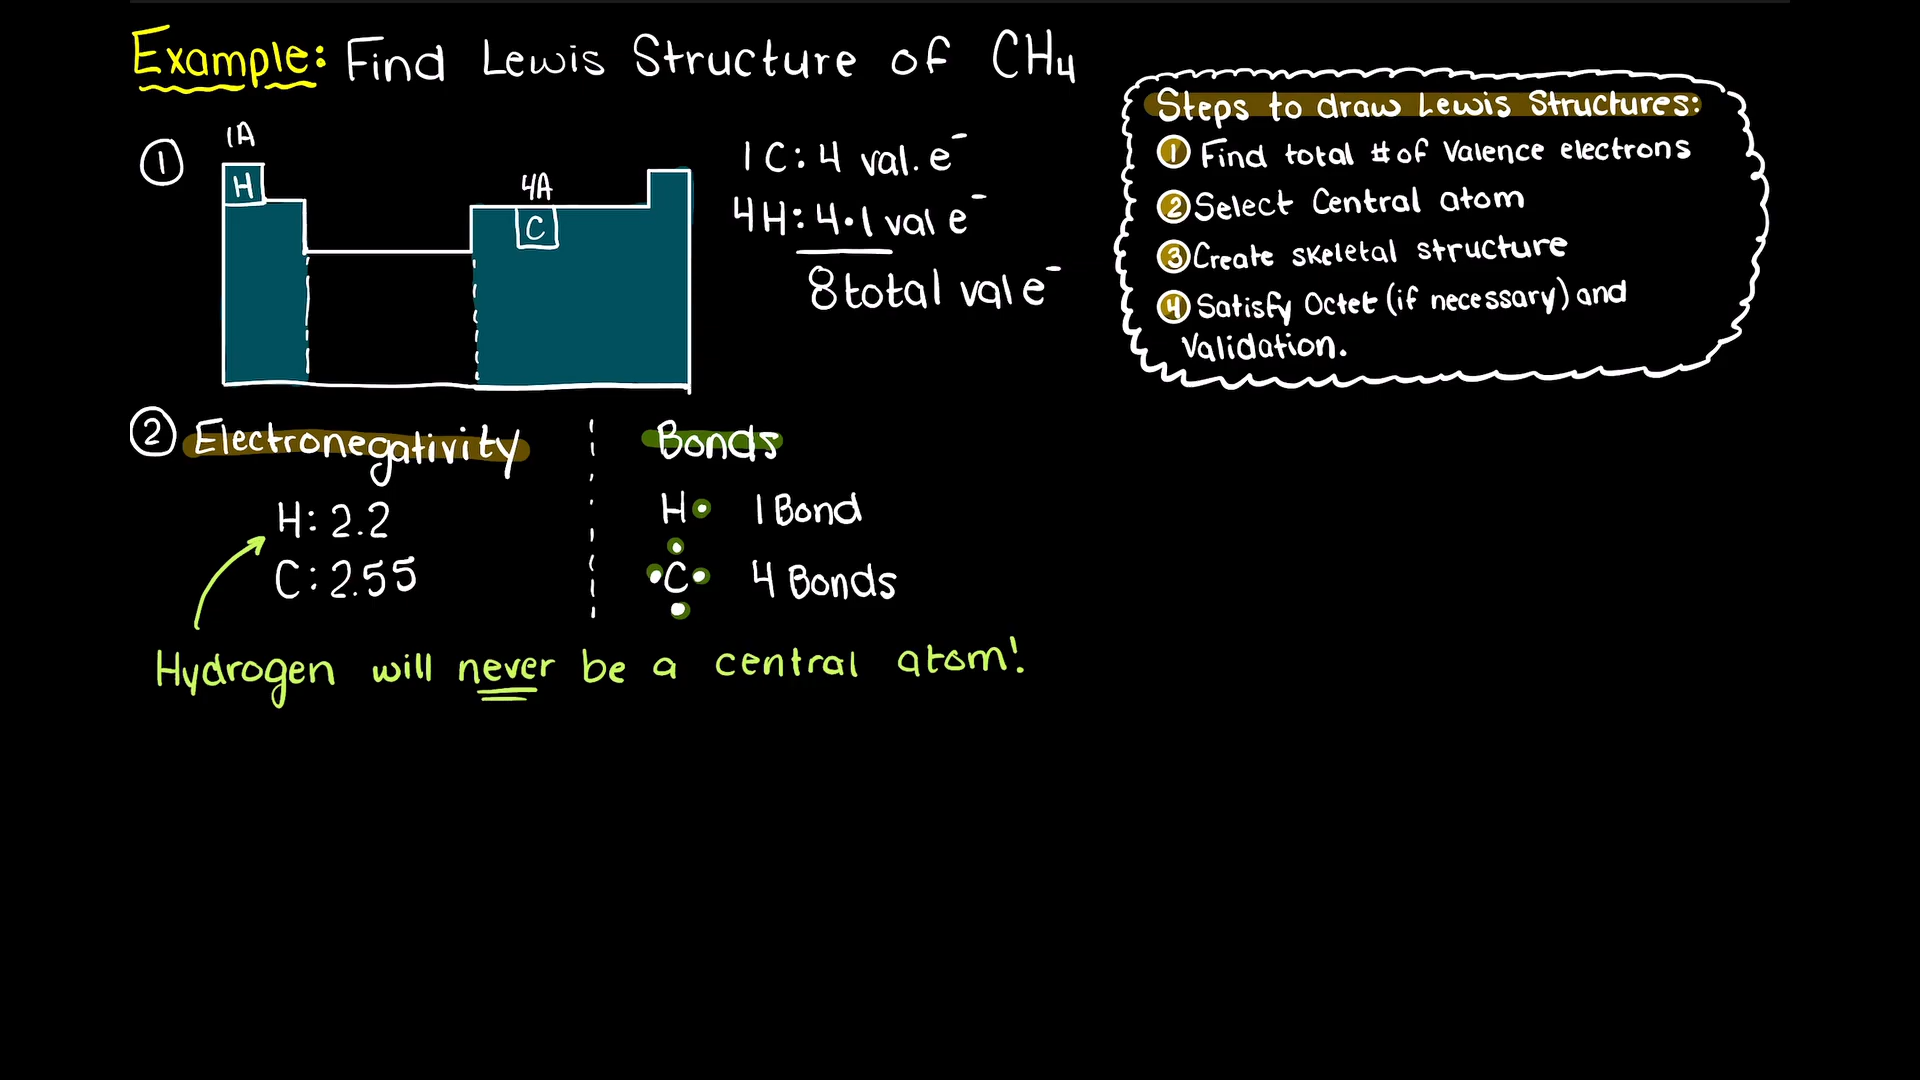 Example: Find Lewis Structure of CH₄
Steps to draw Lewis Structures:
① Find total # of Valence electrons
② Select Central atom
③ Create skeletal structure
④ Satisfy Octet (if necessary) and
Validation.
①
1A
H
4A
C
1C: 4 val. e⁻
4H: 4•1 val e⁻
8 total val e⁻
② Electronegativity
H: 2.2
C: 2.55
Bonds
H• 1 Bond
•C• 4 Bonds
Hydrogen will never be a central atom!